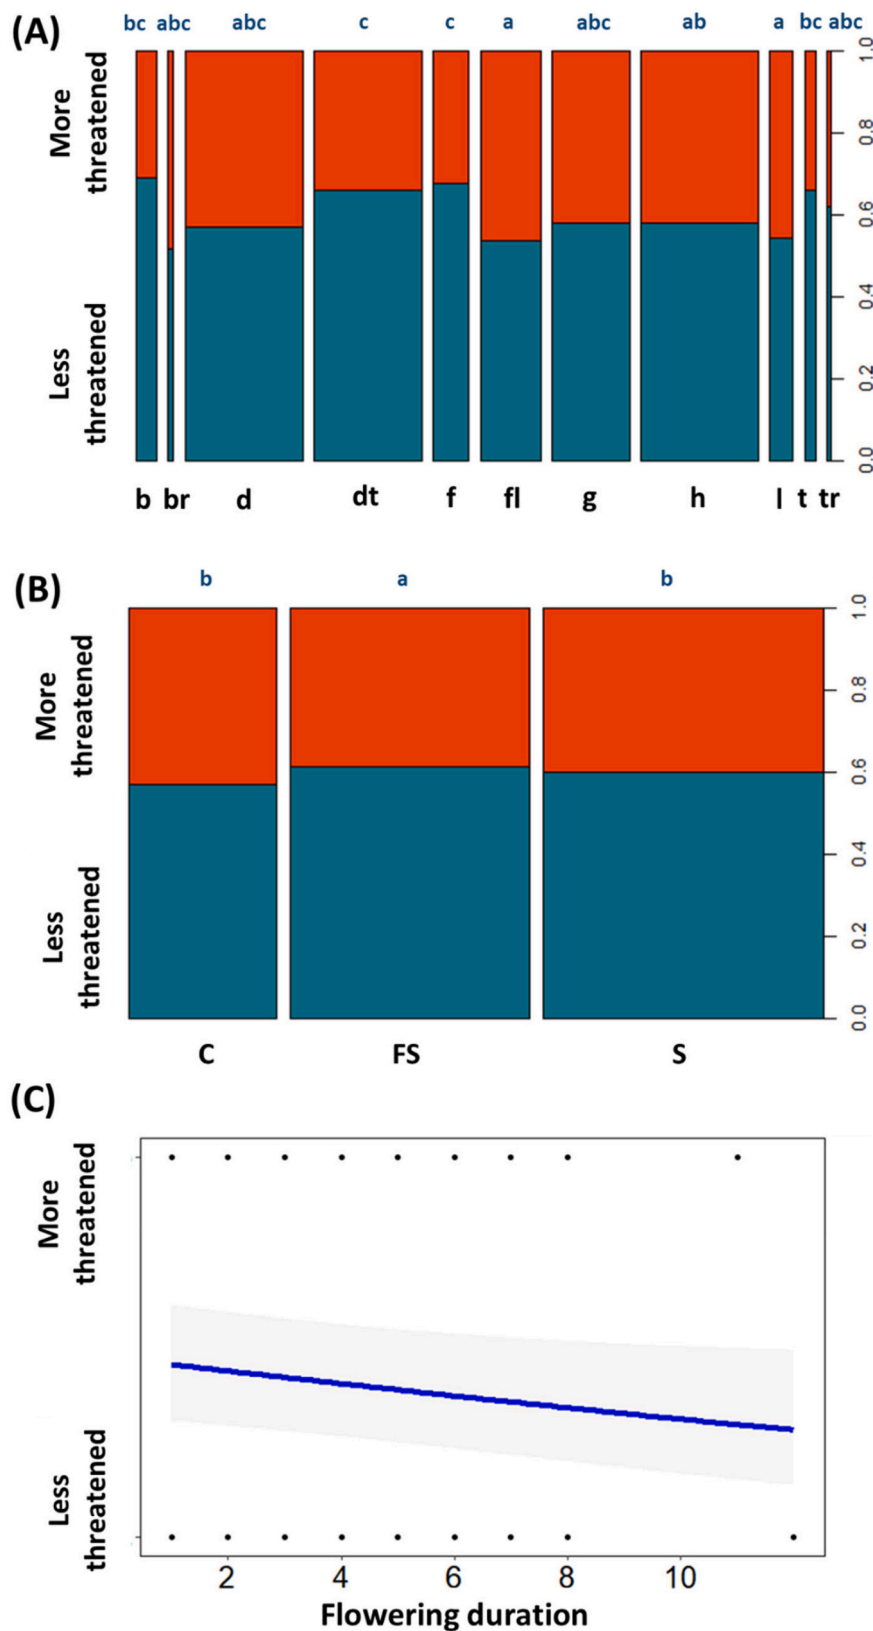 (A)
bc abc abc c c a abc ab a bc abc
More
threatened
Less
threatened
0.0 0.2 0.4 0.6 0.8 1.0
b br d dt f fl g h l t tr
(B)
b a b
More
threatened
Less
threatened
0.0 0.2 0.4 0.6 0.8 1.0
C FS S
(C)
More
threatened
Less
threatened
2 4 6 8 10
Flowering duration